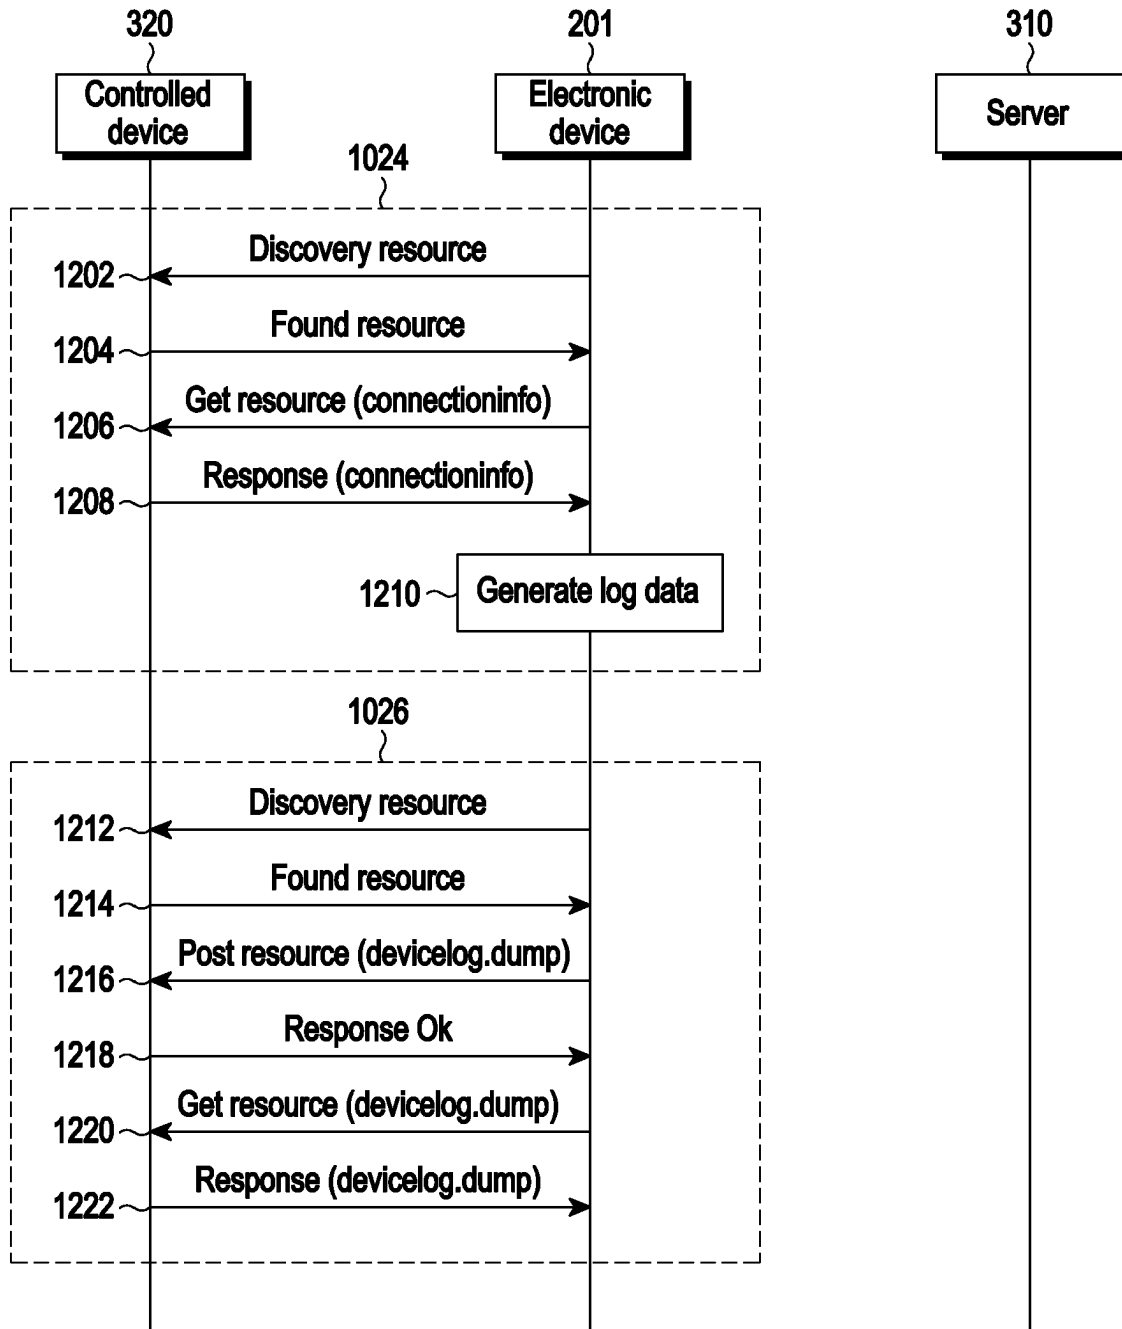 320
201
310
Controlled
device
Electronic
device
Server
1024
Discovery resource
1202
Found resource
1204
Get resource (connectioninfo)
1206
Response (connectioninfo)
1208
1210
Generate log data
1026
Discovery resource
1212
Found resource
1214
Post resource (devicelog.dump)
1216
Response Ok
1218
Get resource (devicelog.dump)
1220
Response (devicelog.dump)
1222